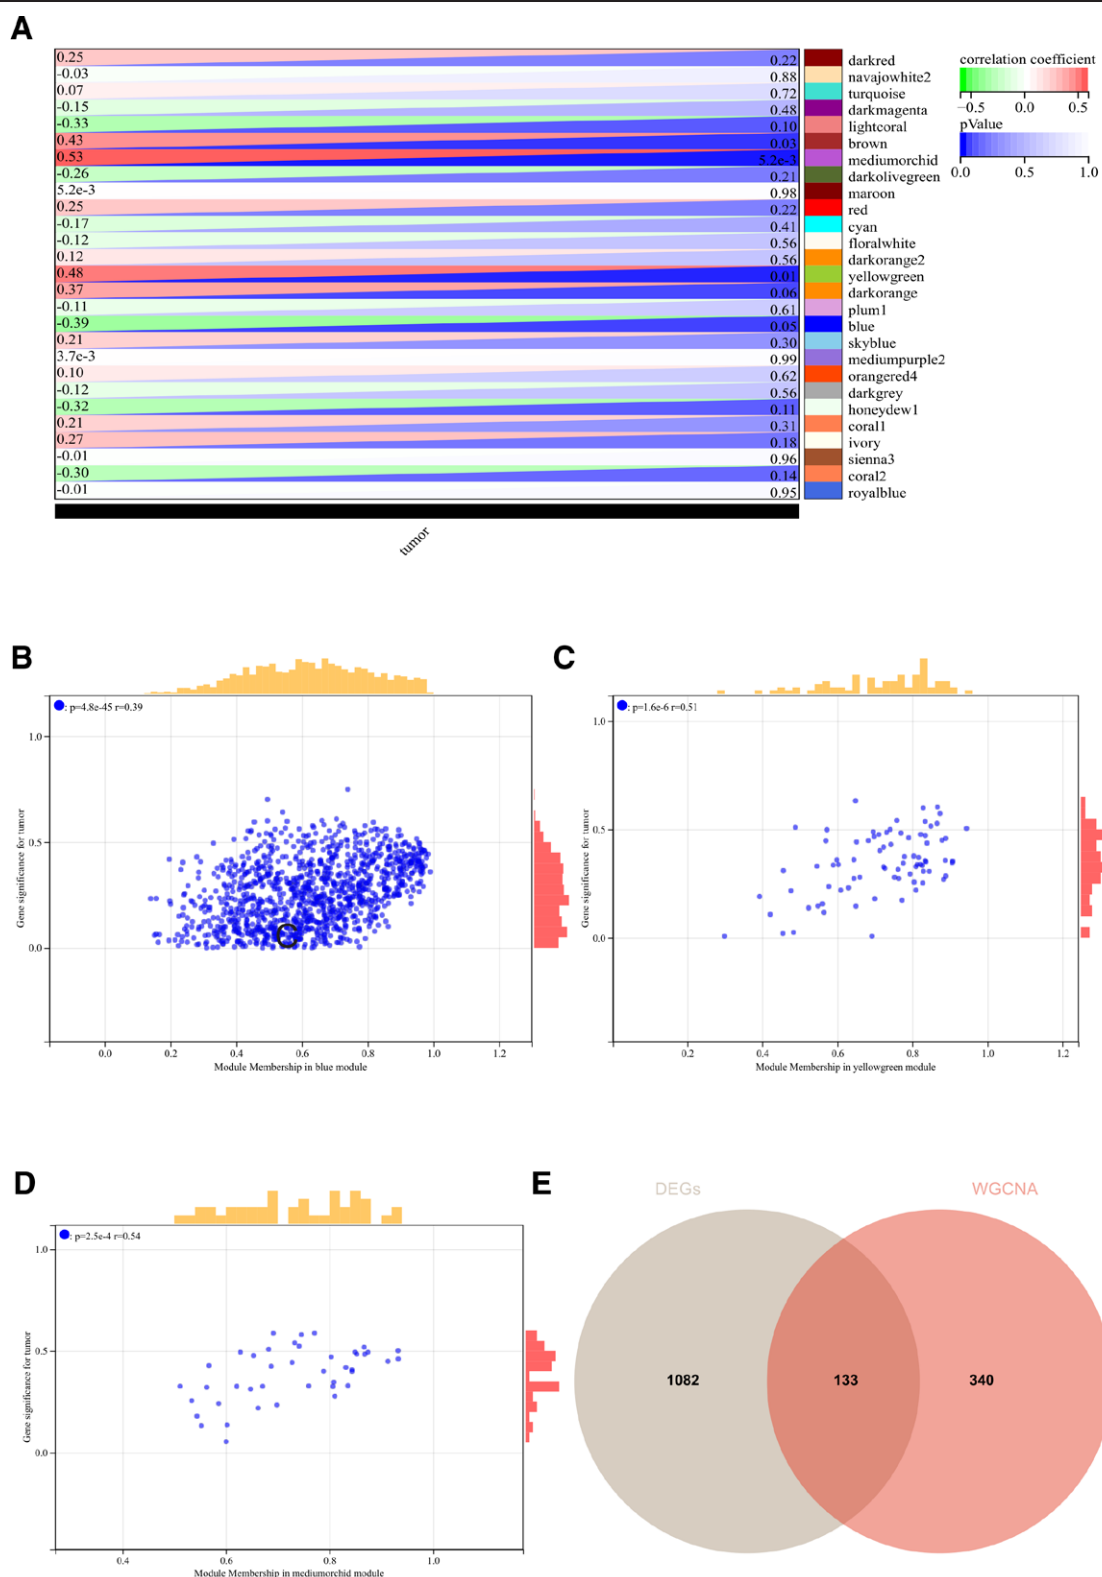 A
0.25 0.22 darkred
-0.03 0.88 navajowhite2
0.07 0.72 turquoise
-0.15 0.48 darkmagenta
-0.33 0.10 lightcoral
0.43 0.03 brown
0.53 5.2e-3 mediumorchid
-0.26 0.21 darkolivegreen
5.2e-3 0.98 maroon
0.25 0.22 red
-0.17 0.41 cyan
-0.12 0.56 floralwhite
0.12 0.56 darkorange2
0.48 0.01 yellowgreen
0.37 0.06 darkorange
-0.11 0.61 plum1
-0.39 0.05 blue
0.21 0.30 skyblue
3.7e-3 0.99 mediumpurple2
0.10 0.62 orangered4
-0.12 0.56 darkgrey
-0.32 0.11 honeydew1
0.21 0.31 coral1
0.27 0.18 ivory
-0.01 0.96 sienna3
-0.30 0.14 coral2
-0.01 0.95 royalblue
tumor
correlation coefficient
-0.5 0.0 0.5
pValue
0.0 0.5 1.0
B
: p=4.8e-45 r=0.39
1.0
0.5
0.0
Gene significance for tumor
C
0.0 0.2 0.4 0.6 0.8 1.0 1.2
Module Membership in blue module
C
: p=1.6e-6 r=0.51
1.0
0.5
0.0
Gene significance for tumor
0.2 0.4 0.6 0.8 1.0 1.2
Module Membership in yellowgreen module
D
: p=2.5e-4 r=0.54
1.0
0.5
0.0
Gene significance for tumor
0.4 0.6 0.8 1.0
Module Membership in mediumorchid module
E
DEGs WGCNA
1082 133 340